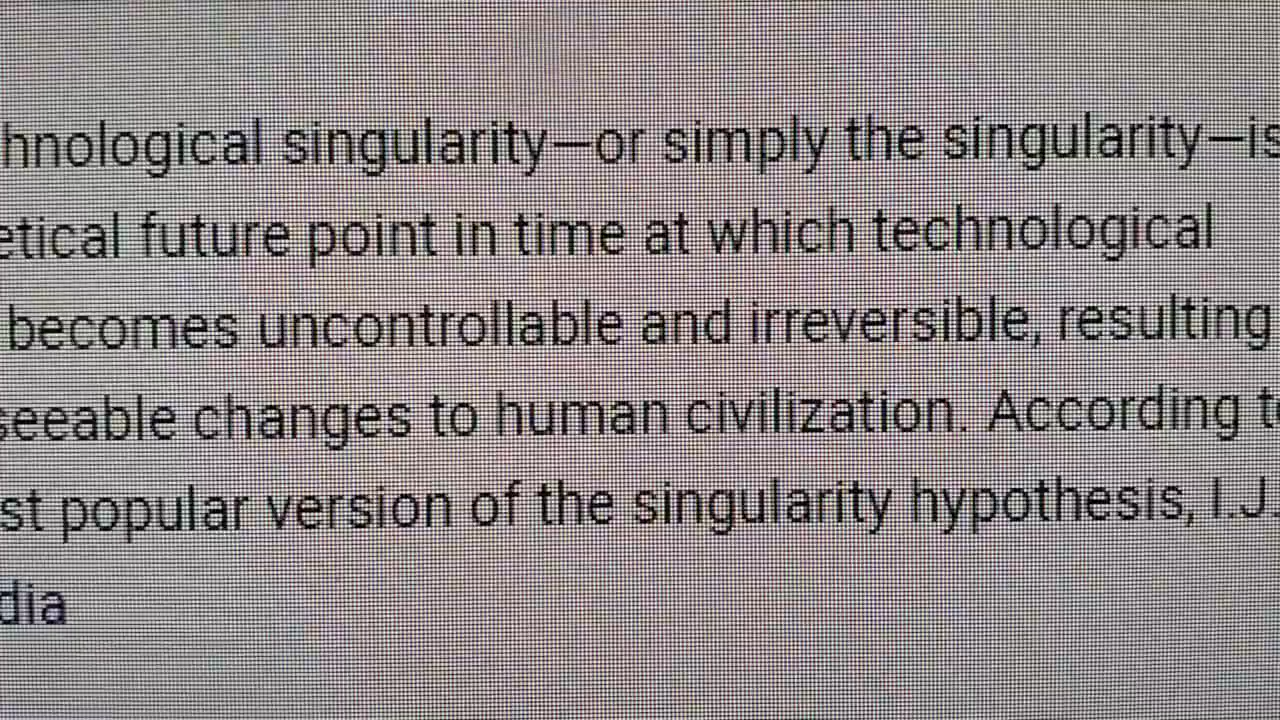 hnological singularity—or simply the singularity—is
etical future point in time at which technological
becomes uncontrollable and irreversible, resulting
seeable changes to human civilization. According t
st popular version of the singularity hypothesis, I.J.
dia